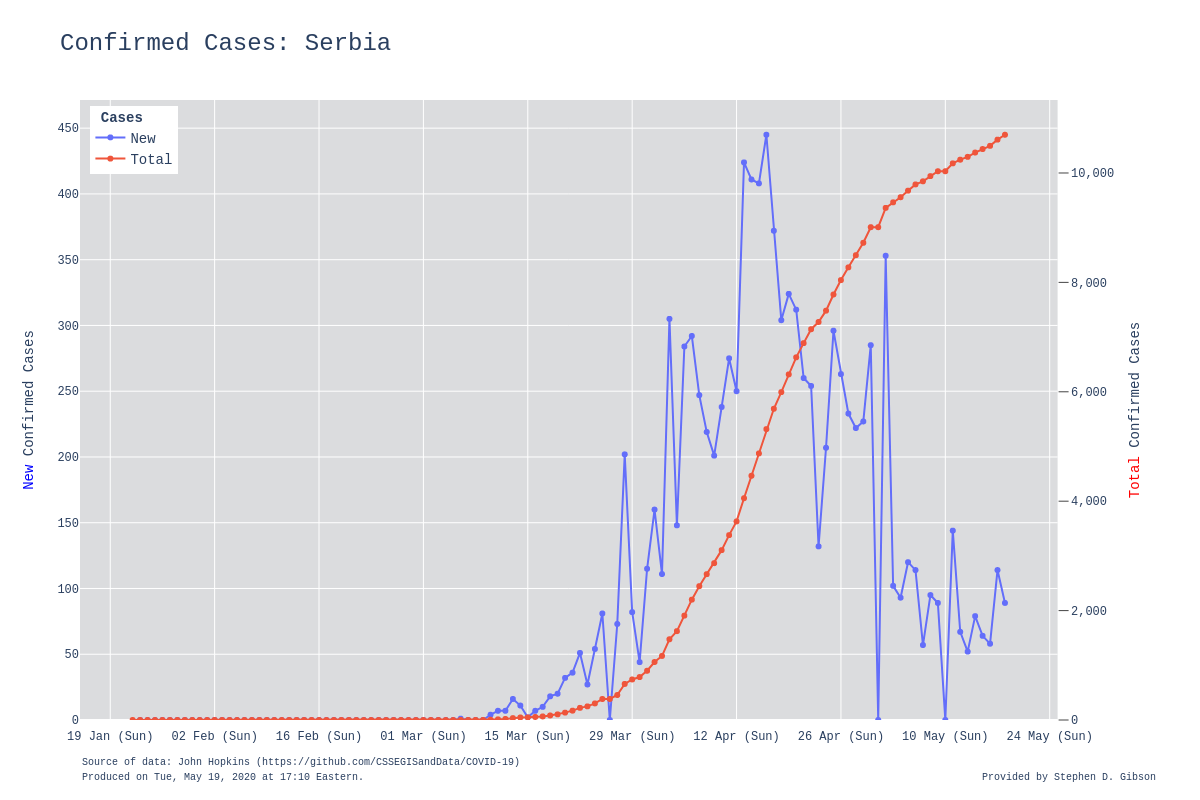 Confirmed Cases: Serbia
Cases
New
Total
450
400
350
300
250
200
150
100
50
0
10,000
8,000
6,000
4,000
2,000
0
New Confirmed Cases
Total Confirmed Cases
19 Jan (Sun) 02 Feb (Sun) 16 Feb (Sun) 01 Mar (Sun) 15 Mar (Sun) 29 Mar (Sun) 12 Apr (Sun) 26 Apr (Sun) 10 May (Sun) 24 May (Sun)
Source of data: John Hopkins (https://github.com/CSSEGISandData/COVID-19)
Produced on Tue, May 19, 2020 at 17:10 Eastern.
Provided by Stephen D. Gibson